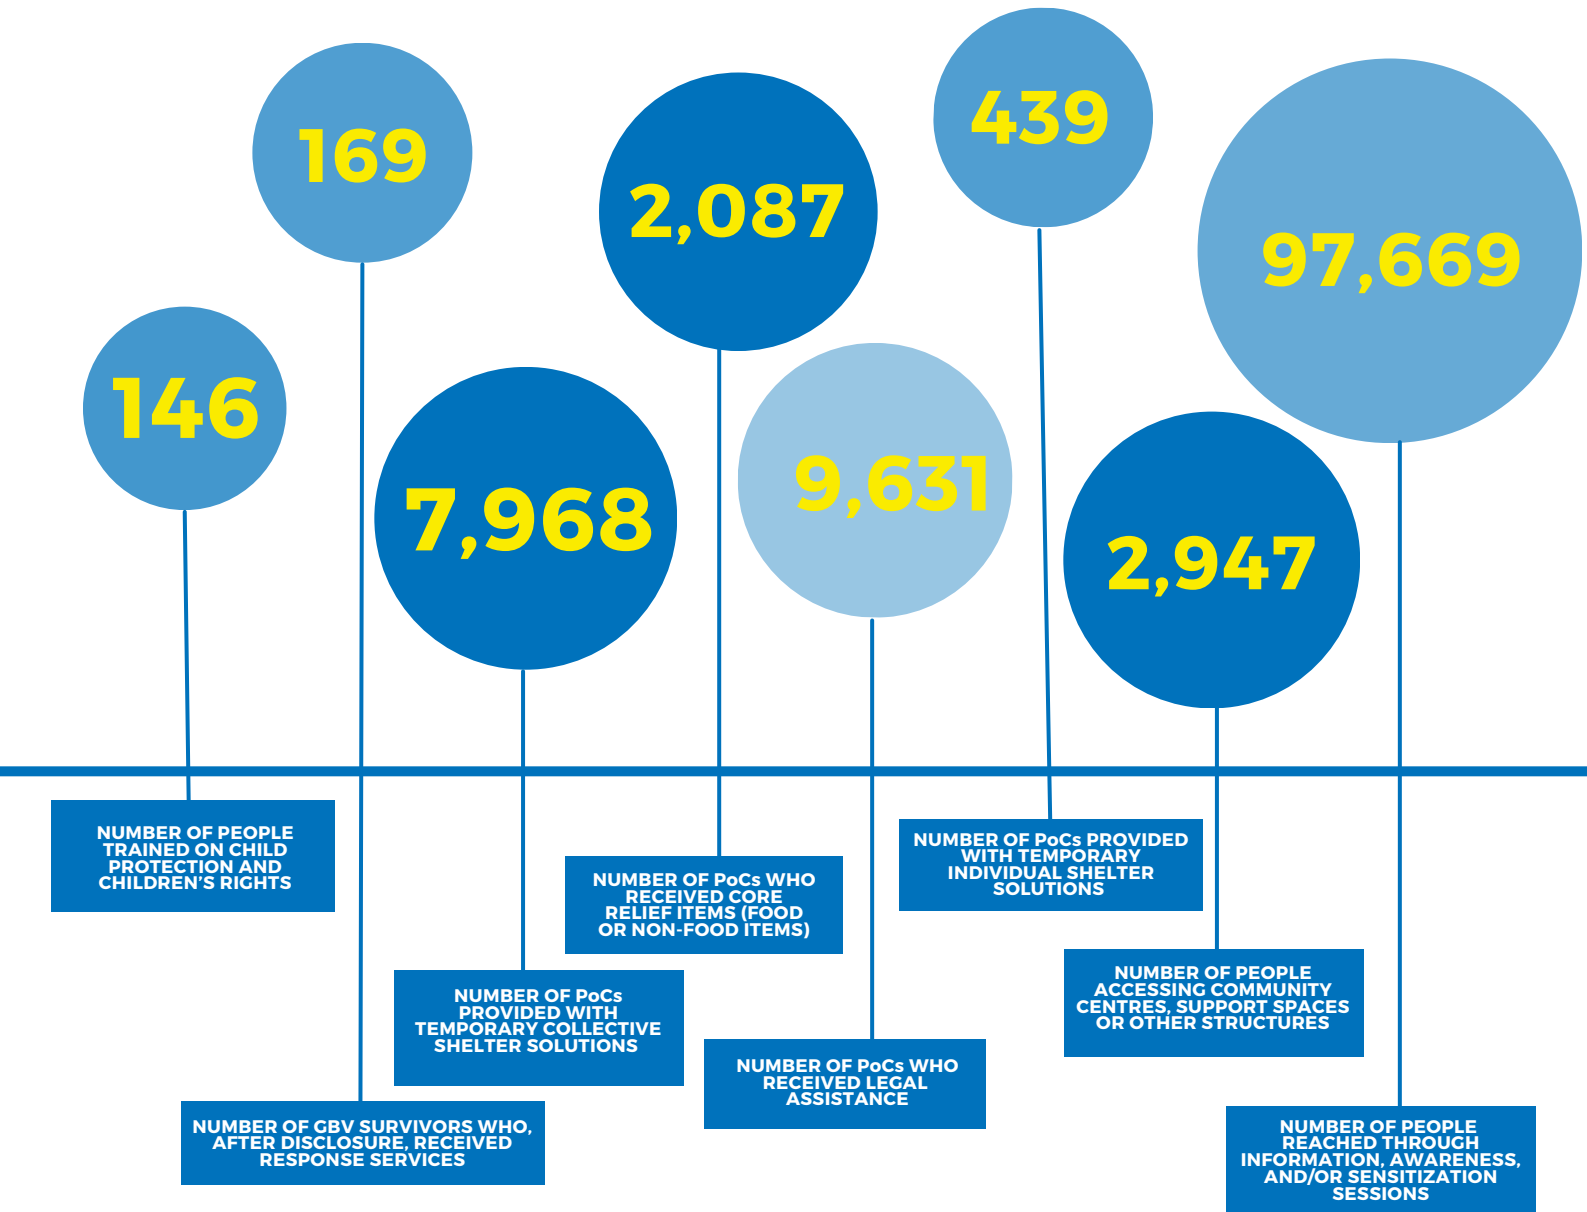 439
169
2,087
97,669
146
9,631
7,968
2,947
NUMBER OF PEOPLE
TRAINED ON CHILD
PROTECTION AND
CHILDREN’S RIGHTS
NUMBER OF PoCs PROVIDED
WITH TEMPORARY
INDIVIDUAL SHELTER
SOLUTIONS
NUMBER OF PoCs WHO
RECEIVED CORE
RELIEF ITEMS (FOOD
OR NON-FOOD ITEMS)
NUMBER OF PEOPLE
ACCESSING COMMUNITY
CENTRES, SUPPORT SPACES
OR OTHER STRUCTURES
NUMBER OF PoCs
PROVIDED WITH
TEMPORARY COLLECTIVE
SHELTER SOLUTIONS
NUMBER OF PoCs WHO
RECEIVED LEGAL
ASSISTANCE
NUMBER OF GBV SURVIVORS WHO,
AFTER DISCLOSURE, RECEIVED
RESPONSE SERVICES
NUMBER OF PEOPLE
REACHED THROUGH
INFORMATION, AWARENESS,
AND/OR SENSITIZATION
SESSIONS